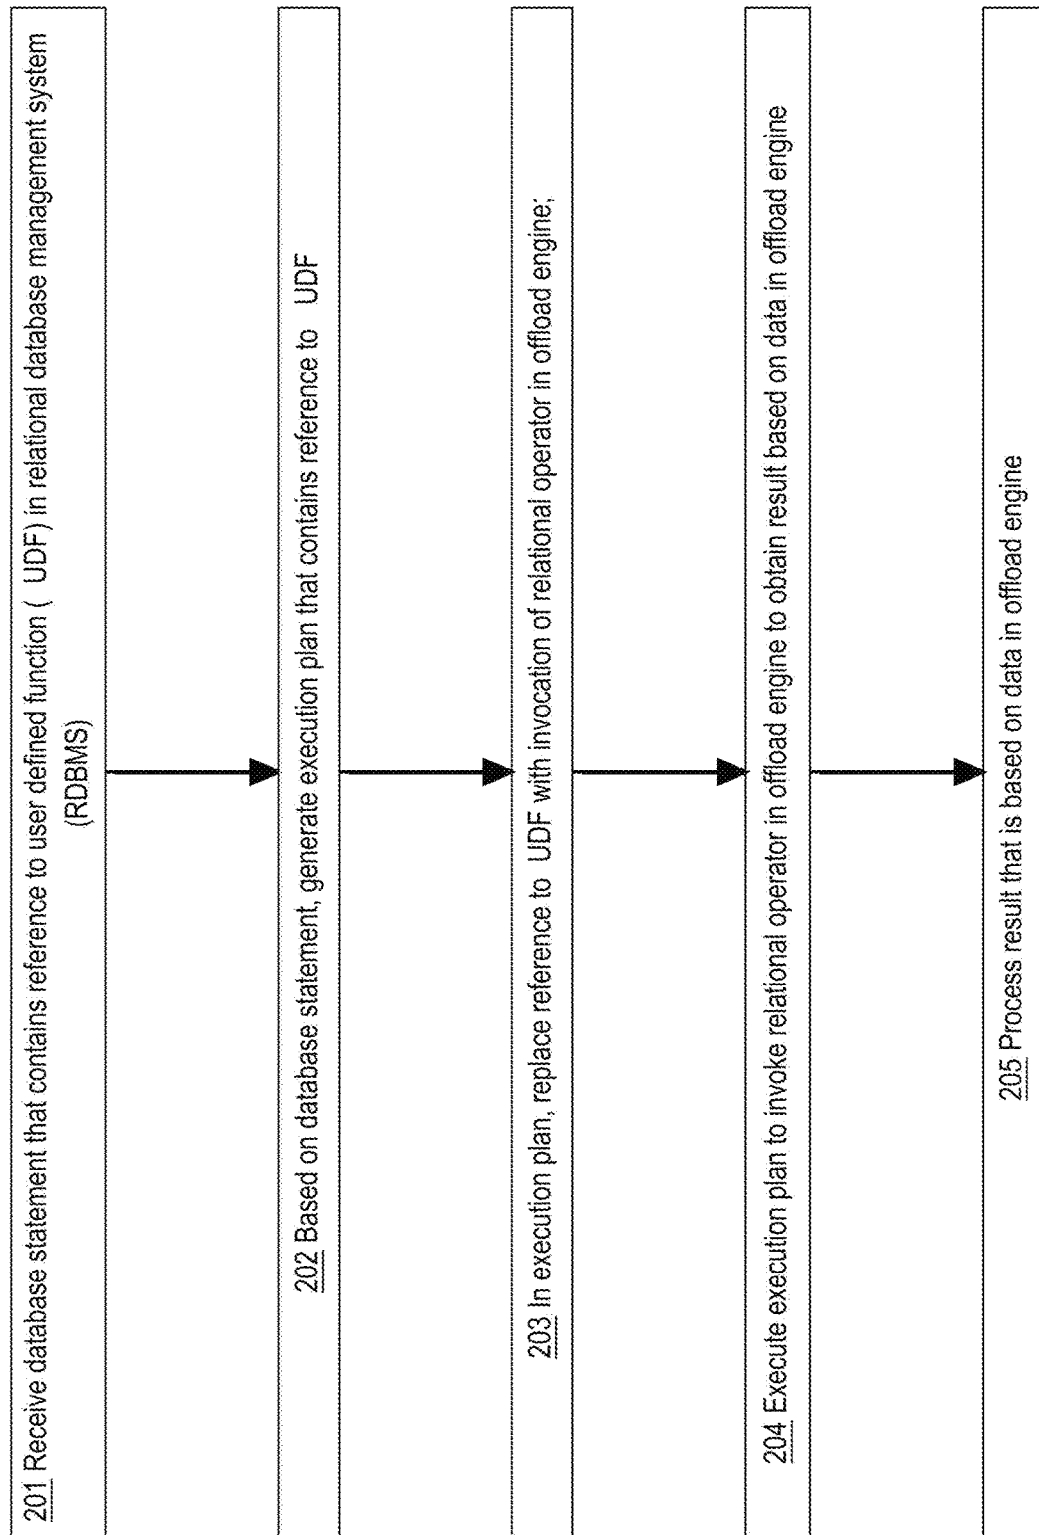 201 Receive database statement that contains reference to user defined function ( UDF) in relational database management system
(RDBMS)
202 Based on database statement, generate execution plan that contains reference to UDF
203 In execution plan, replace reference to UDF with invocation of relational operator in offload engine;
204 Execute execution plan to invoke relational operator in offload engine to obtain result based on data in offload engine
205 Process result that is based on data in offload engine